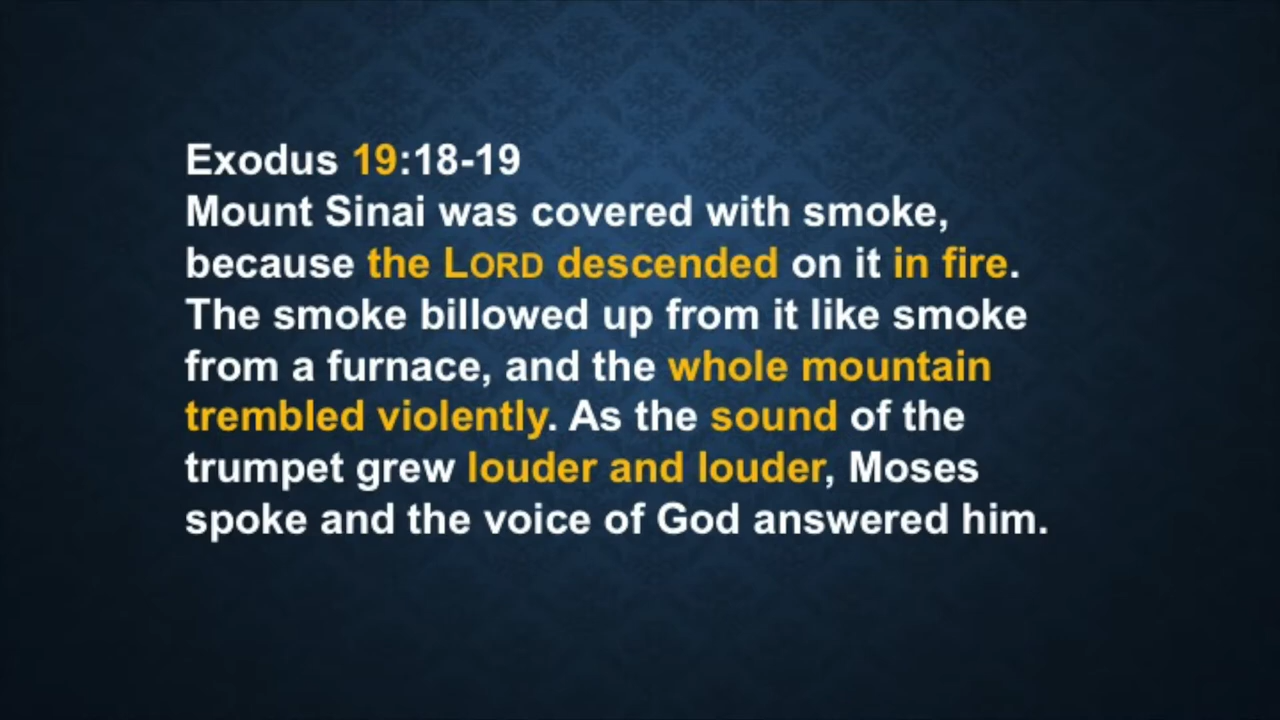 Exodus 19:18-19
Mount Sinai was covered with smoke,
because the LORD descended on it in fire.
The smoke billowed up from it like smoke
from a furnace, and the whole mountain
trembled violently. As the sound of the
trumpet grew louder and louder, Moses
spoke and the voice of God answered him.